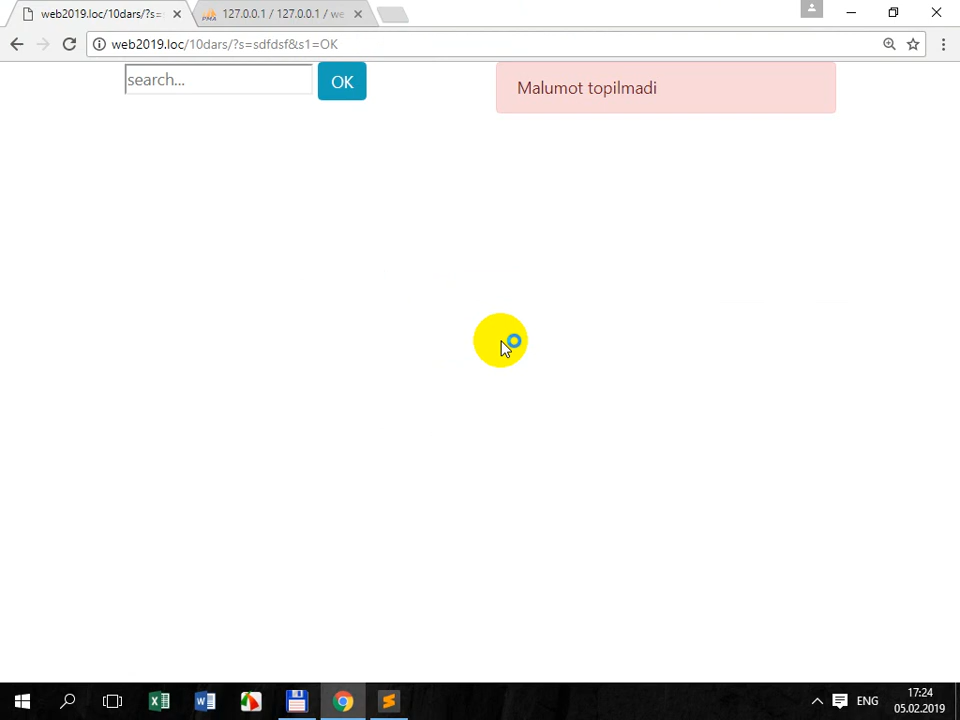 web2019.loc/10dars/?s=
127.0.0.1 / 127.0.0.1 / we
web2019.loc/10dars/?s=sdfdsf&s1=OK
search...
OK
Malumot topilmadi
ENG
17:24
05.02.2019